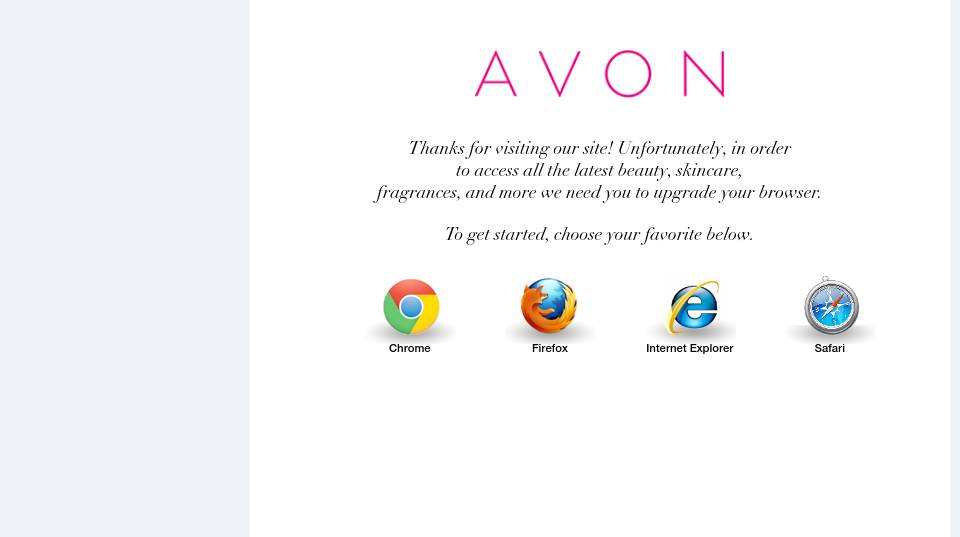 AVON
Thanks for visiting our site! Unfortunately, in order
to access all the latest beauty, skincare,
fragrances, and more we need you to upgrade your browser.
To get started, choose your favorite below.
Chrome
Firefox
Internet Explorer
Safari